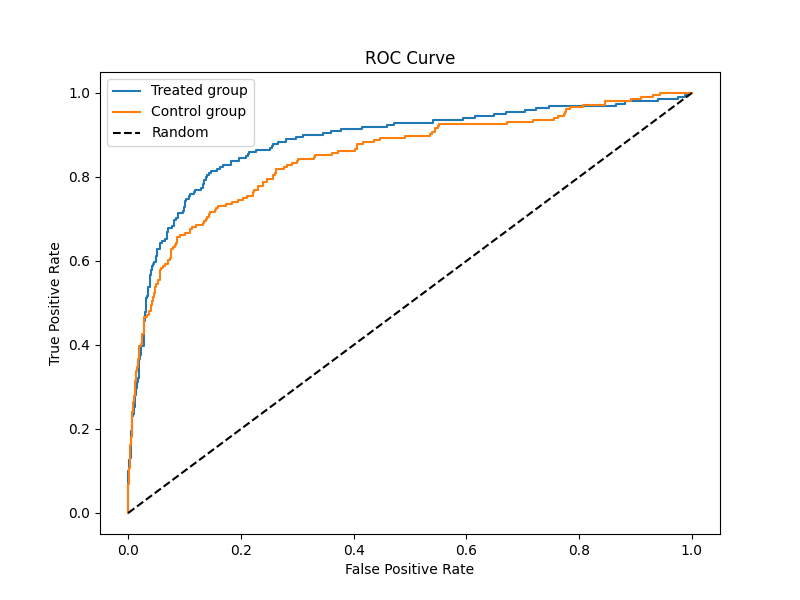 ROC Curve
Treated group
Control group
Random
True Positive Rate
1.0
0.8
0.6
0.4
0.2
0.0
0.0 0.2 0.4 0.6 0.8 1.0
False Positive Rate